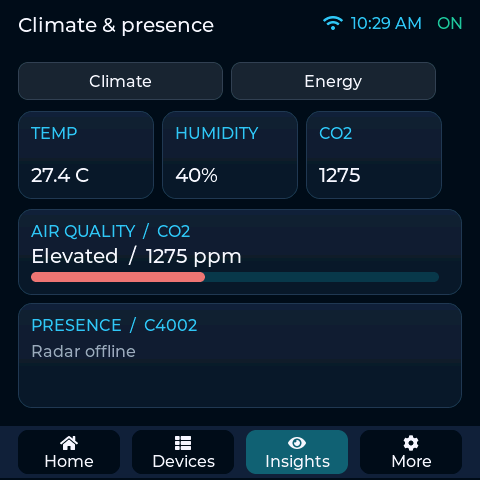 Climate & presence 10:29 AM ON
Climate Energy
TEMP HUMIDITY CO2
27.4 C 40% 1275
AIR QUALITY / CO2
Elevated / 1275 ppm
PRESENCE / C4002
Radar offline
Home Devices Insights More